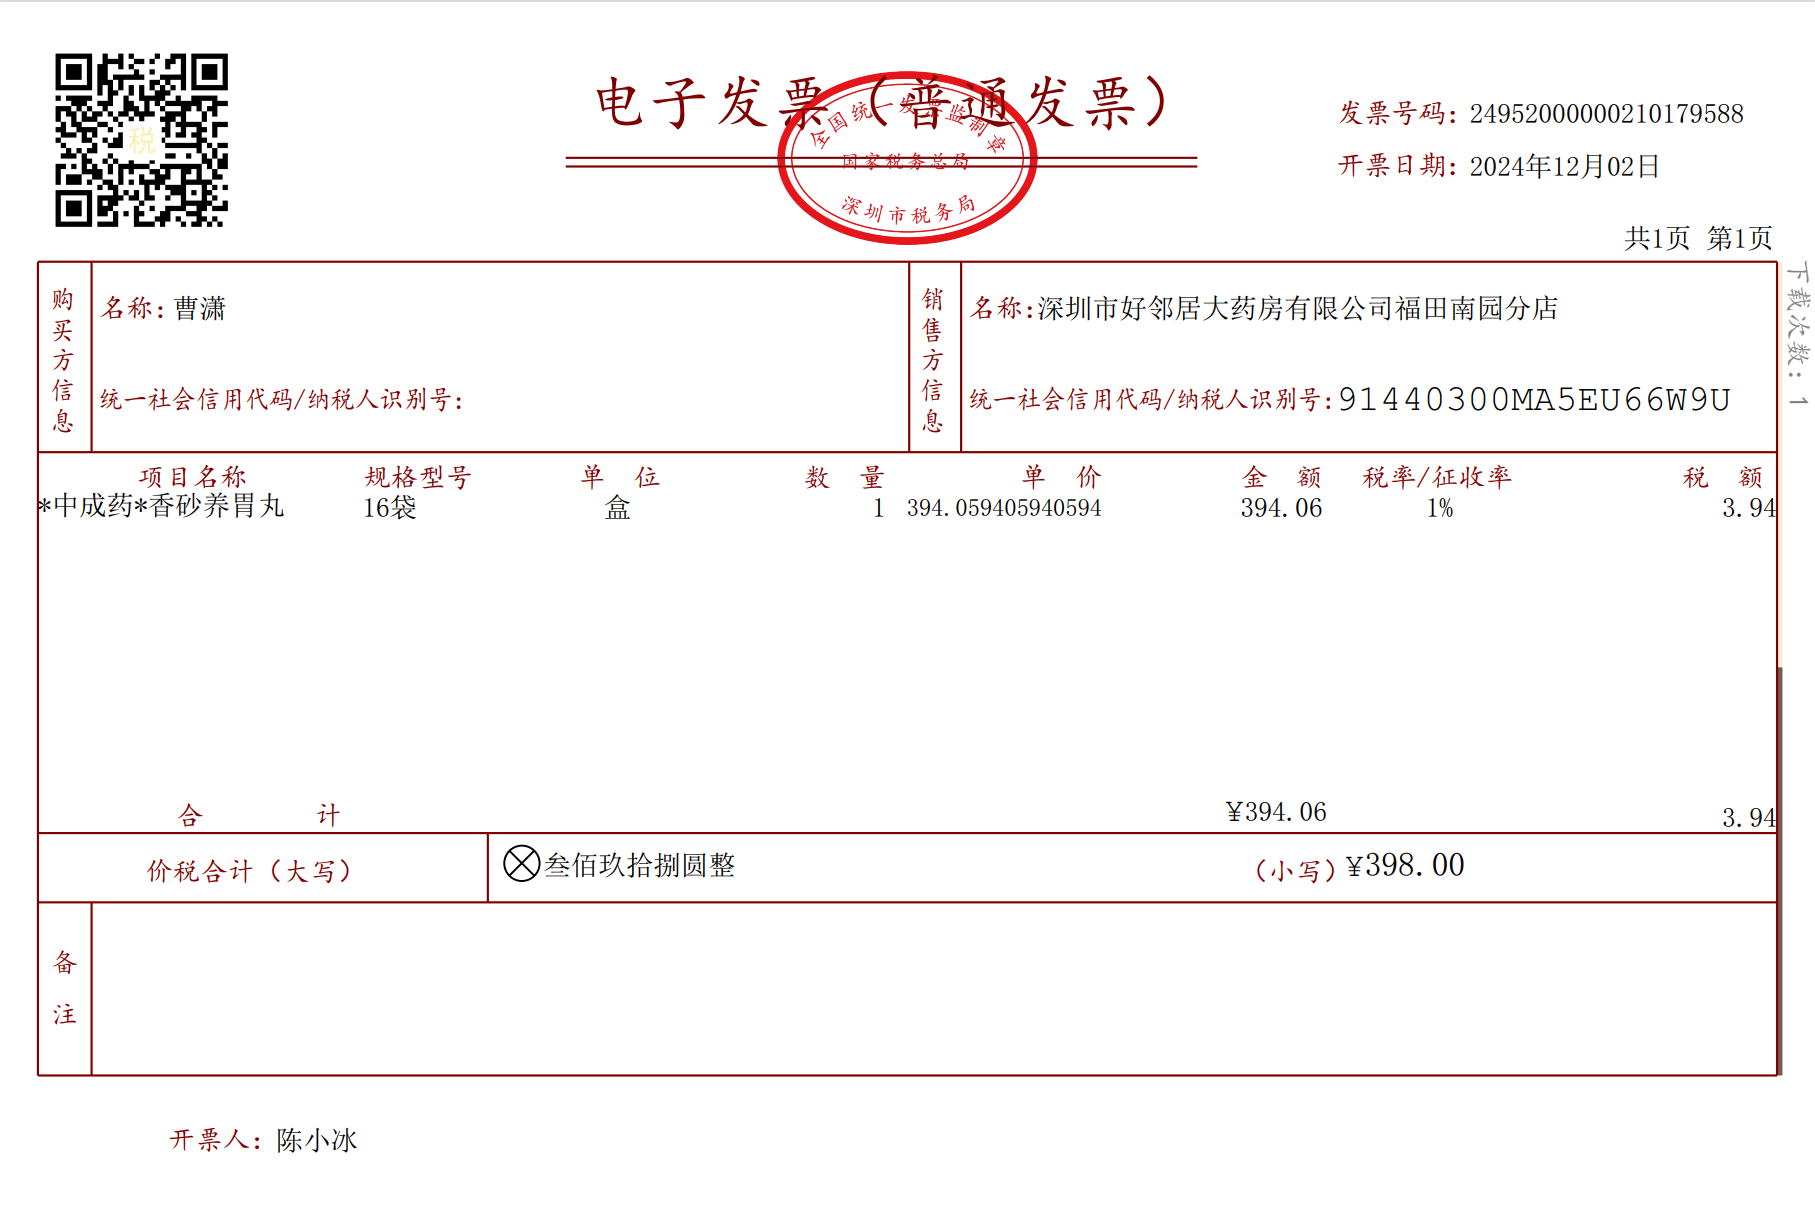 电子发票（普通发票）
全国统一发票监制章
国家税务总局
深圳市税务局
税
发票号码：24952000000210179588
开票日期：2024年12月02日
共1页 第1页
下载次数：1
购买方信息
名称：曹潇
统一社会信用代码/纳税人识别号：
销售方信息
名称：深圳市好邻居大药房有限公司福田南园分店
统一社会信用代码/纳税人识别号：91440300MA5EU66W9U
项目名称 规格型号 单位 数量 单价 金额 税率/征收率 税额
*中成药*香砂养胃丸 16袋 盒 1 394.059405940594 394.06 1% 3.94
合计 ¥394.06 3.94
价税合计（大写） ⊗叁佰玖拾捌圆整 （小写）¥398.00
备注
开票人：陈小冰